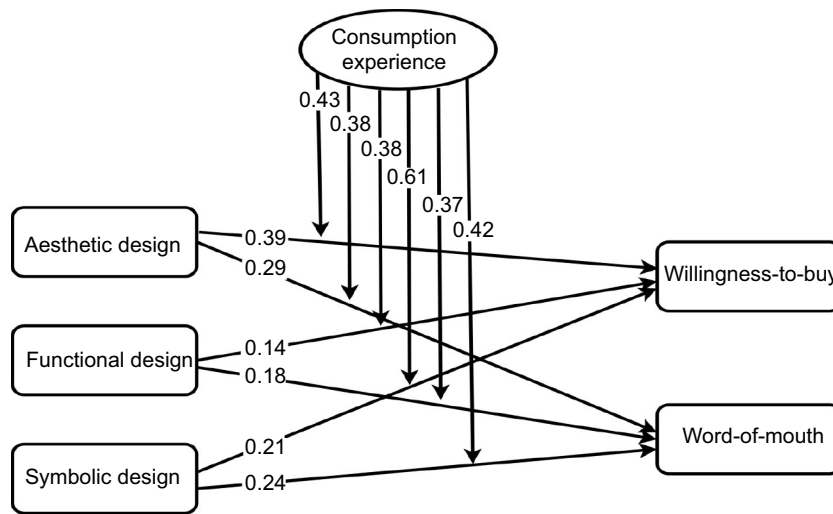 Consumption
experience
0.43
0.38
0.38
0.61
0.37
0.42
Aesthetic design
0.39
0.29
Willingness-to-buy
Functional design
0.14
0.18
Symbolic design
0.21
0.24
Word-of-mouth